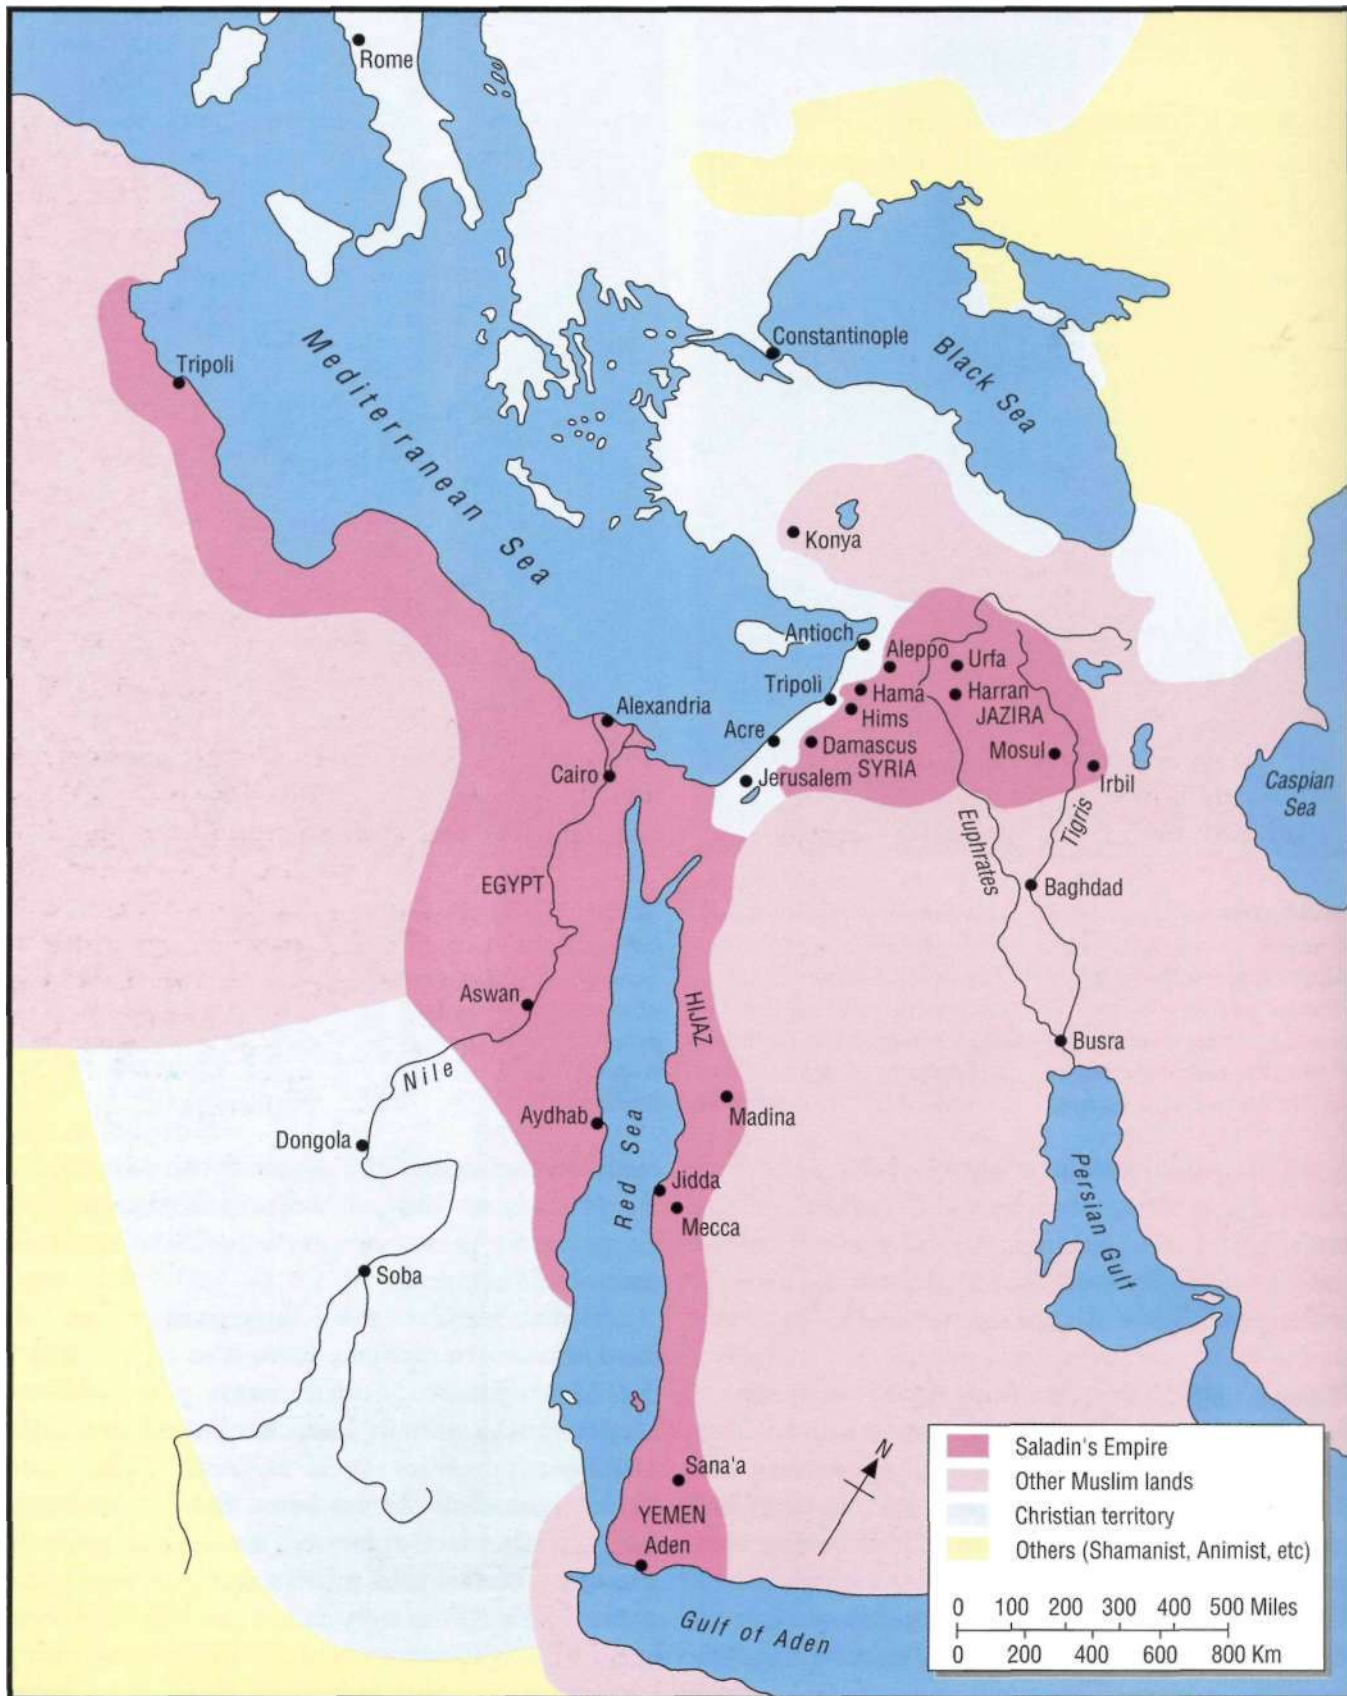 Rome
Constantinople
Black Sea
Tripoli
Mediterranean Sea
Konya
Antioch
Aleppo
Urfa
Tripoli
Hama
Harran
Hims
JAZIRA
Alexandria
Acre
Damascus
Mosul
SYRIA
Cairo
Jerusalem
Irbil
Caspian
Sea
Euphrates
Tigris
EGYPT
Baghdad
Aswan
HIJAZ
Nile
Busra
Aydhab
Red Sea
Madina
Dongola
Jidda
Mecca
Persian Gulf
Soba
Sana'a
YEMEN
Aden
Gulf of Aden
N
Saladin's Empire
Other Muslim lands
Christian territory
Others (Shamanist, Animist, etc)
0 100 200 300 400 500 Miles
0 200 400 600 800 Km